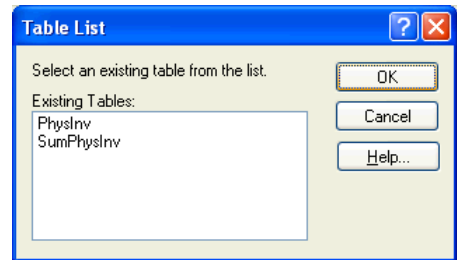 Table List
Select an existing table from the list.
OK
Existing Tables:
Cancel
PhysInv
SumPhysInv
Help...